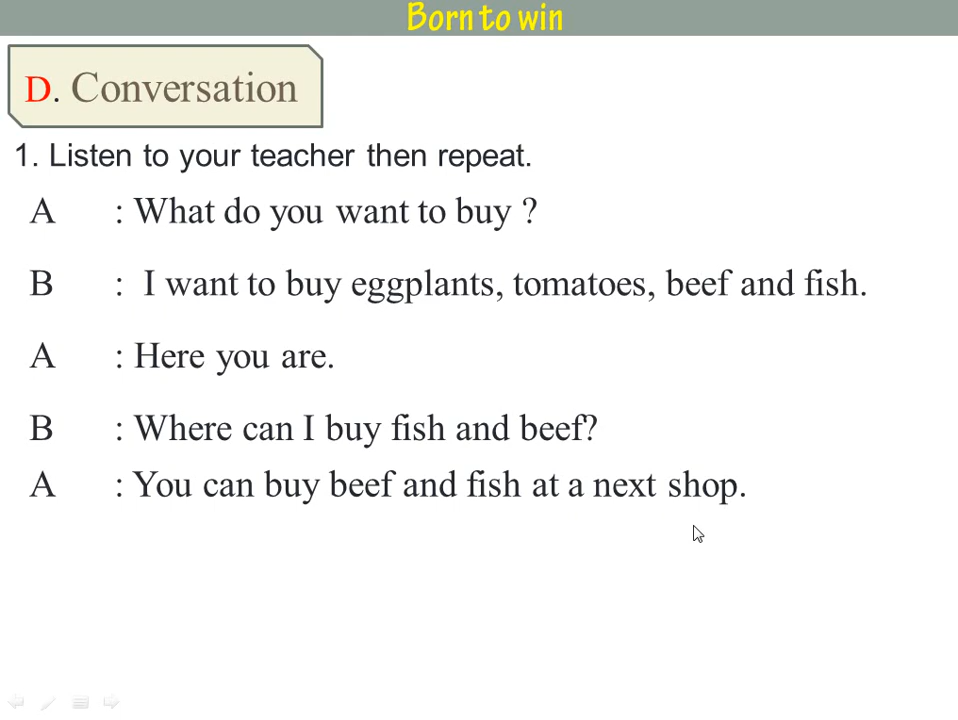 Born to win
D. Conversation
1. Listen to your teacher then repeat.
A : What do you want to buy ?
B : I want to buy eggplants, tomatoes, beef and fish.
A : Here you are.
B : Where can I buy fish and beef?
A : You can buy beef and fish at a next shop.